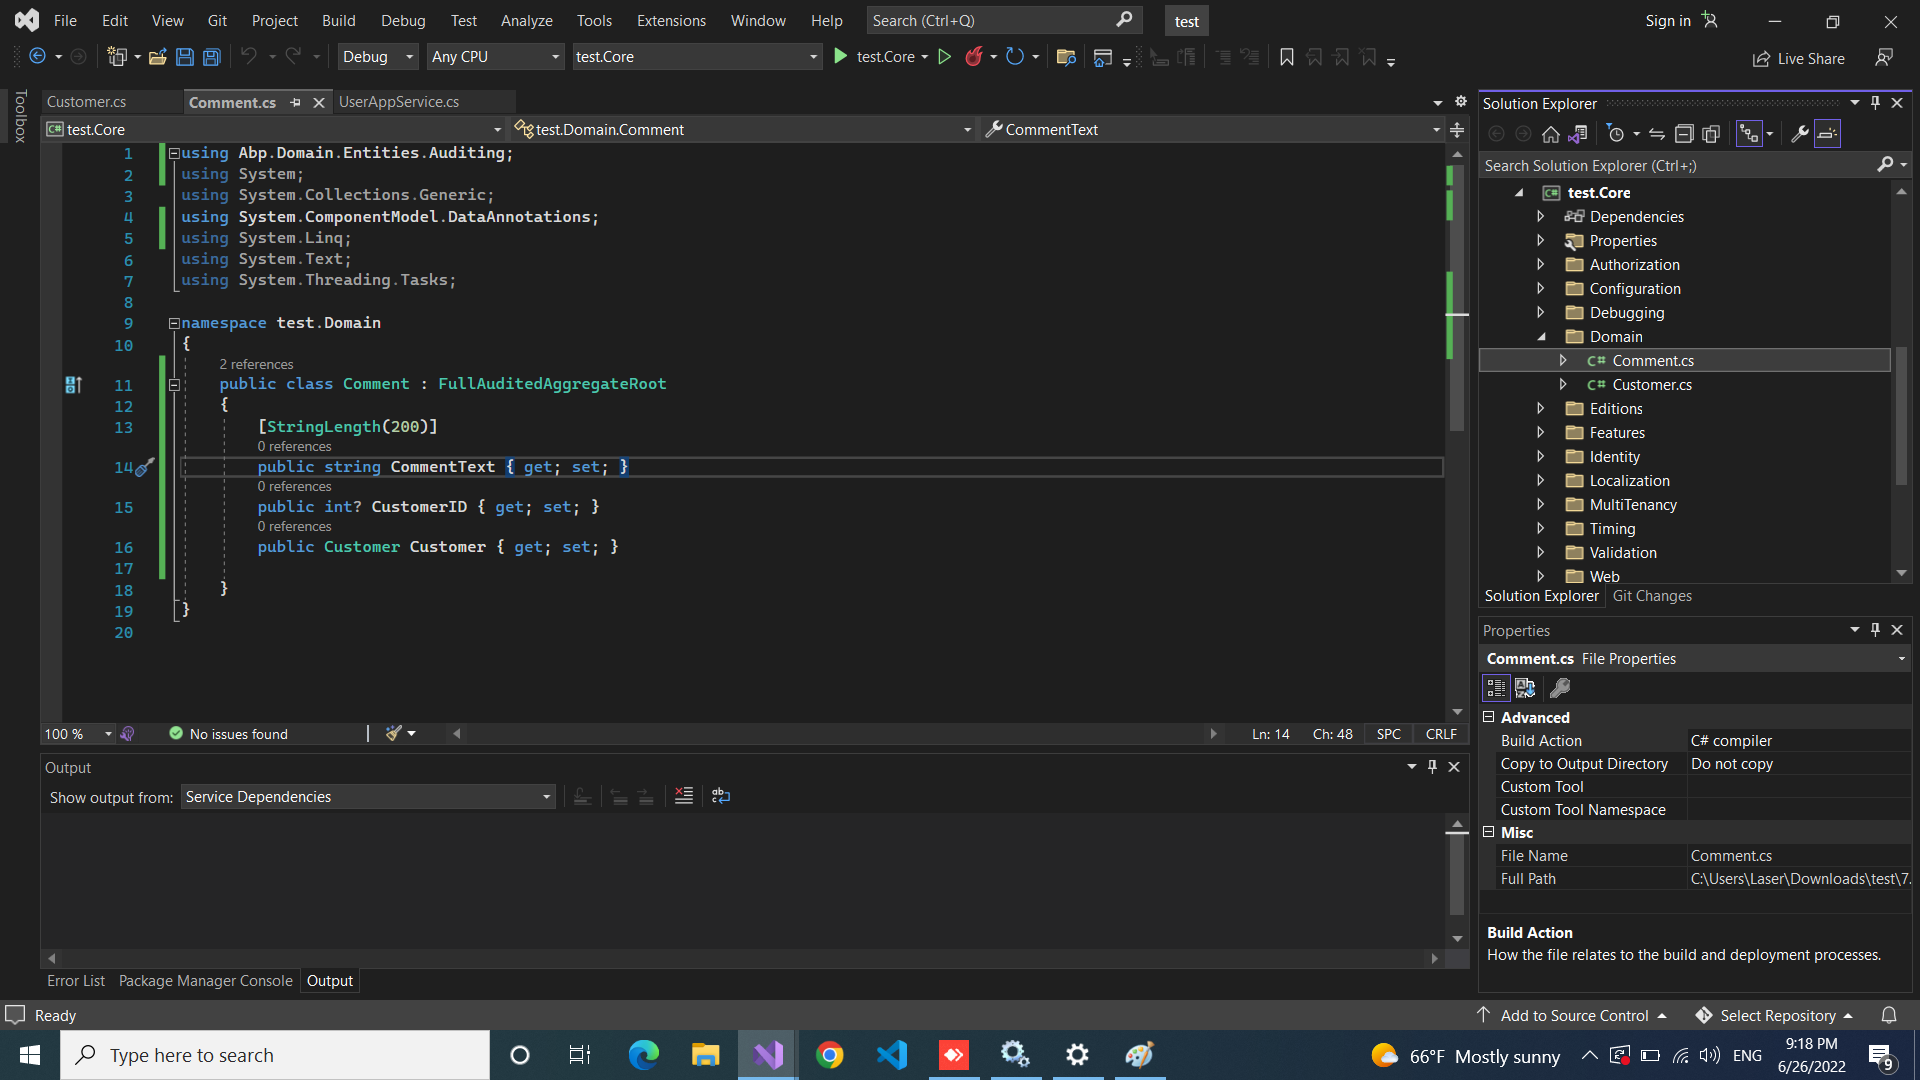 File Edit View Git Project Build Debug Test Analyze Tools Extensions Window Help Search (Ctrl+Q) test Sign in
Debug Any CPU test.Core test.Core Live Share
Toolbox
Customer.cs Comment.cs UserAppService.cs
test.Core test.Domain.Comment CommentText
1 using Abp.Domain.Entities.Auditing;
2 using System;
3 using System.Collections.Generic;
4 using System.ComponentModel.DataAnnotations;
5 using System.Linq;
6 using System.Text;
7 using System.Threading.Tasks;
8
9 namespace test.Domain
10 {
2 references
11 public class Comment : FullAuditedAggregateRoot
12 {
13 [StringLength(200)]
0 references
14 public string CommentText { get; set; }
0 references
15 public int? CustomerID { get; set; }
0 references
16 public Customer Customer { get; set; }
17
18 }
19 }
20
100 % No issues found Ln: 14 Ch: 48 SPC CRLF
Output
Show output from: Service Dependencies
Error List Package Manager Console Output
Solution Explorer
Search Solution Explorer (Ctrl+;)
C# test.Core
Dependencies
Properties
Authorization
Configuration
Debugging
Domain
C# Comment.cs
C# Customer.cs
Editions
Features
Identity
Localization
MultiTenancy
Timing
Validation
Web
Solution Explorer Git Changes
Properties
Comment.cs File Properties
Advanced
Build Action C# compiler
Copy to Output Directory Do not copy
Custom Tool
Custom Tool Namespace
Misc
File Name Comment.cs
Full Path C:\Users\Laser\Downloads\test\7.
Build Action
How the file relates to the build and deployment processes.
Ready Add to Source Control Select Repository
Type here to search 66°F Mostly sunny ENG 9:18 PM
6/26/2022 9